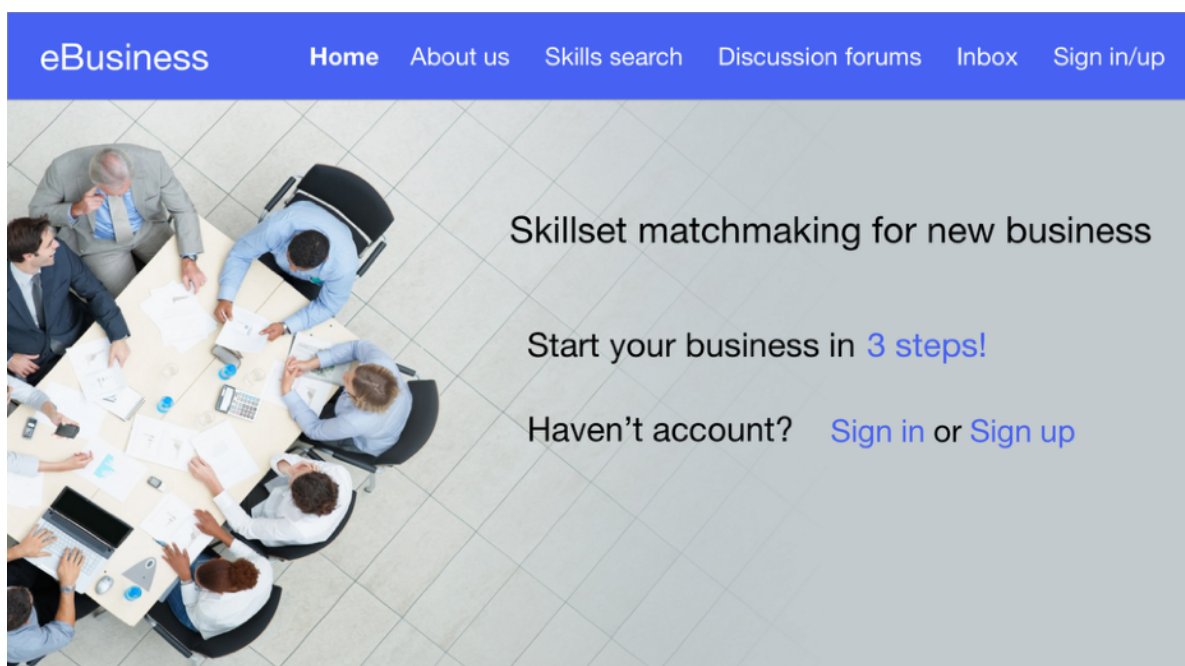 eBusiness Home About us Skills search Discussion forums Inbox Sign in/up
Skillset matchmaking for new business
Start your business in 3 steps!
Haven't account? Sign in or Sign up